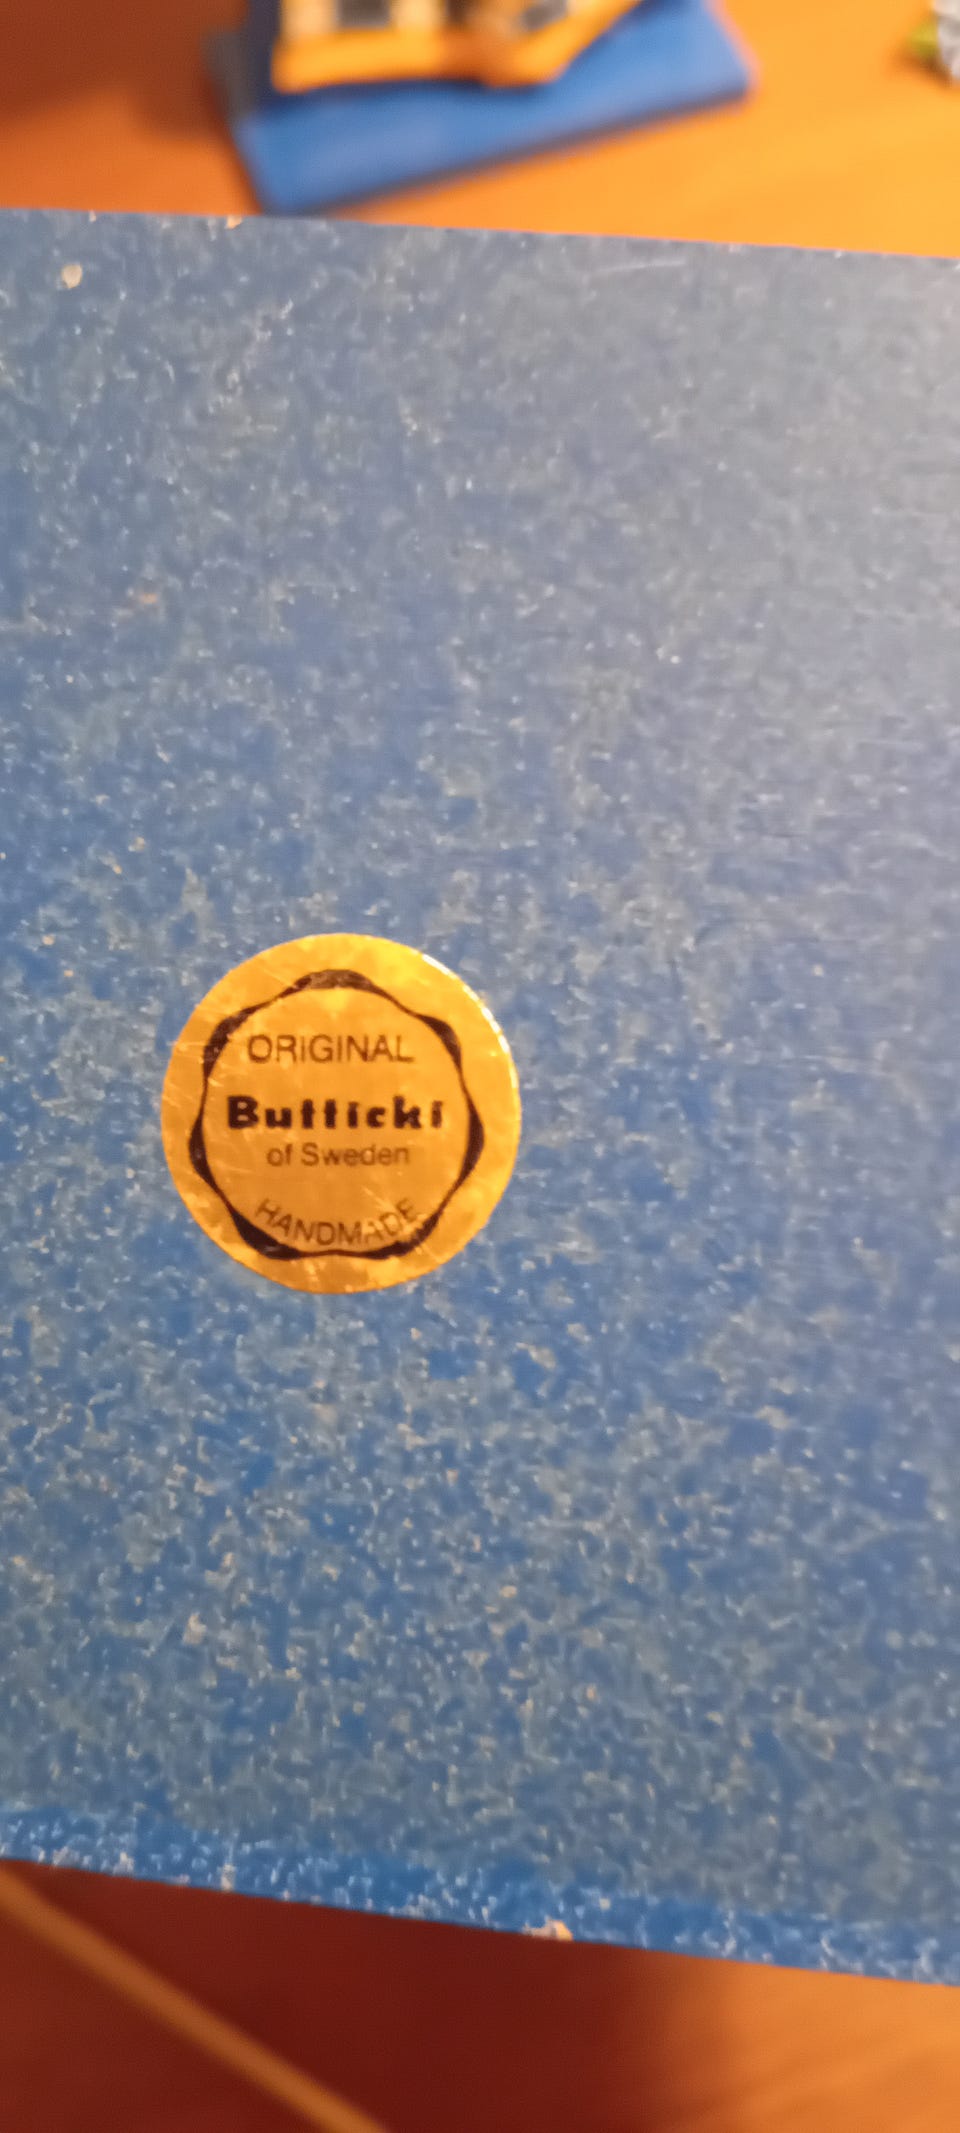 ORIGINAL
Butticki
of Sweden
HANDMADE